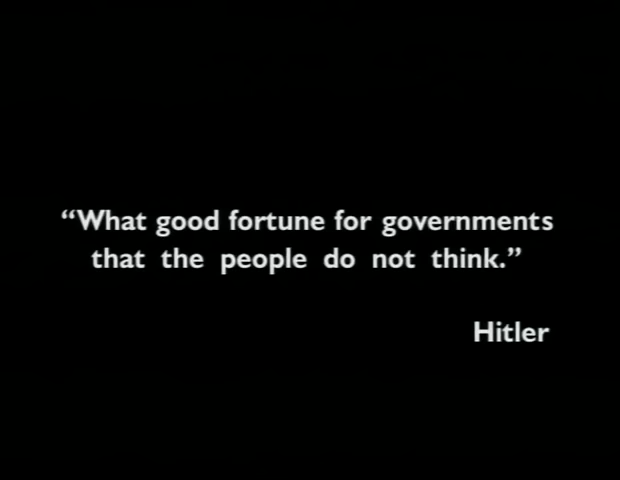 “What good fortune for governments
that the people do not think.”
Hitler